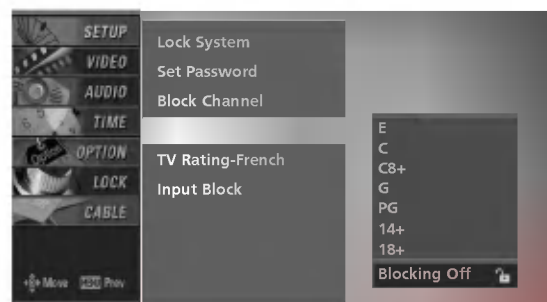 SETUP
VIDEO
AUDIO
TIME
OPTION
LOCK
CABLE
Move MENU Prev
Lock System
Set Password
Block Channel
TV Rating-French
Input Block
E
C
C8+
G
PG
14+
18+
Blocking Off